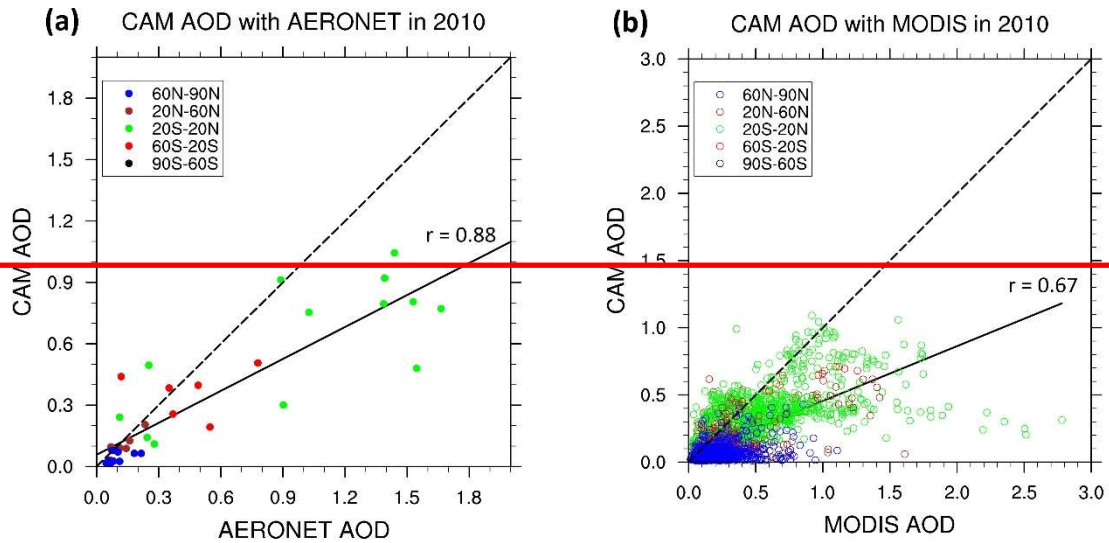 (a) CAM AOD with AERONET in 2010
1.8
1.5
1.2
0.9
0.6
0.3
0.0
CAM AOD
60N-90N
20N-60N
20S-20N
60S-20S
90S-60S
r = 0.88
0.0 0.3 0.6 0.9 1.2 1.5 1.8
AERONET AOD
(b) CAM AOD with MODIS in 2010
3.0
2.5
2.0
1.5
1.0
0.5
0.0
CAM AOD
60N-90N
20N-60N
20S-20N
60S-20S
90S-60S
r = 0.67
0.0 0.5 1.0 1.5 2.0 2.5 3.0
MODIS AOD